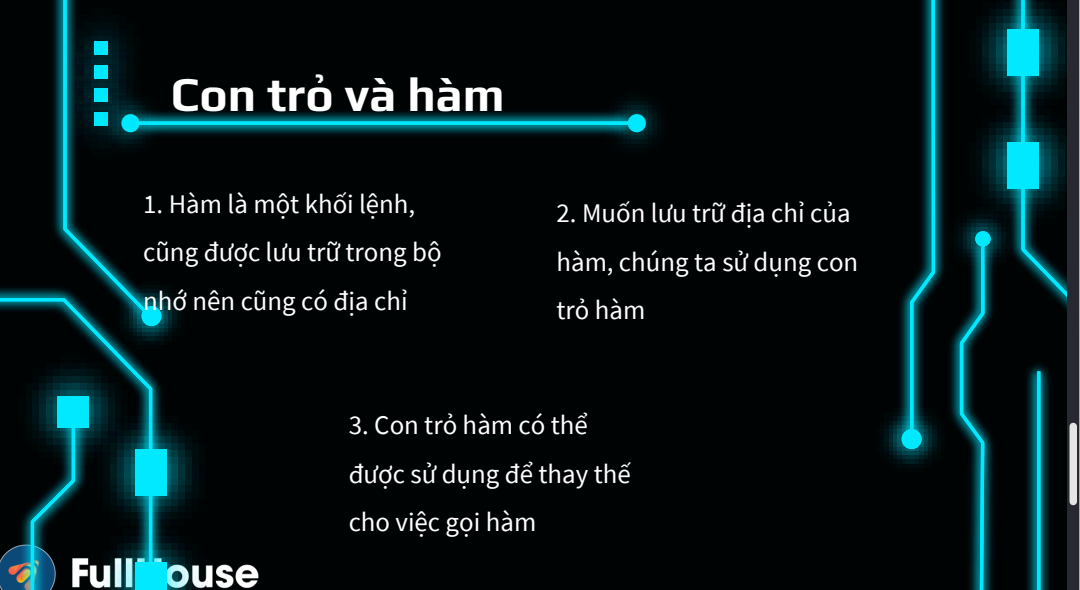 Con trỏ và hàm
1. Hàm là một khối lệnh,
cũng được lưu trữ trong bộ
nhớ nên cũng có địa chỉ
2. Muốn lưu trữ địa chỉ của
hàm, chúng ta sử dụng con
trỏ hàm
3. Con trỏ hàm có thể
được sử dụng để thay thế
cho việc gọi hàm
FullHouse